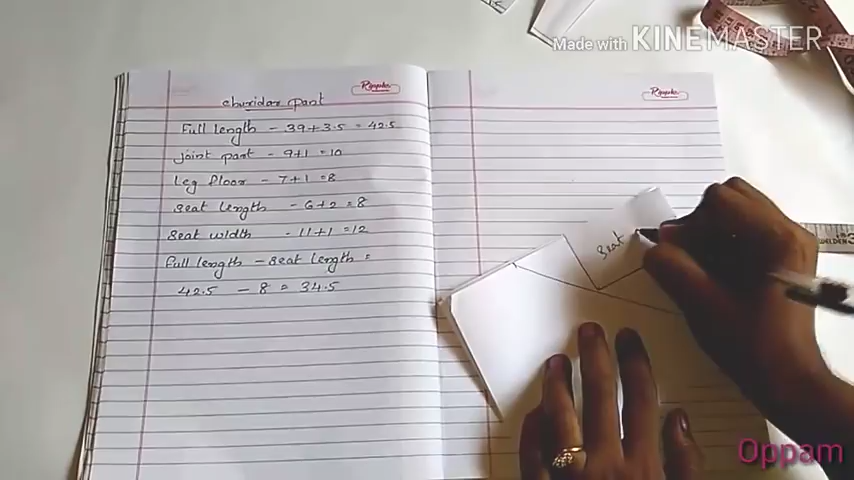 Made with KINEMASTER
Royale
churidar pant
Full length - 39+3.5 = 42.5
joint part - 9+1 = 10
Leg floor - 7+1 = 8
Seat length - 6+2 = 8
Seat width - 11+1 = 12
Full length - seat length =
42.5 - 8 = 34.5
Seat
Oppam